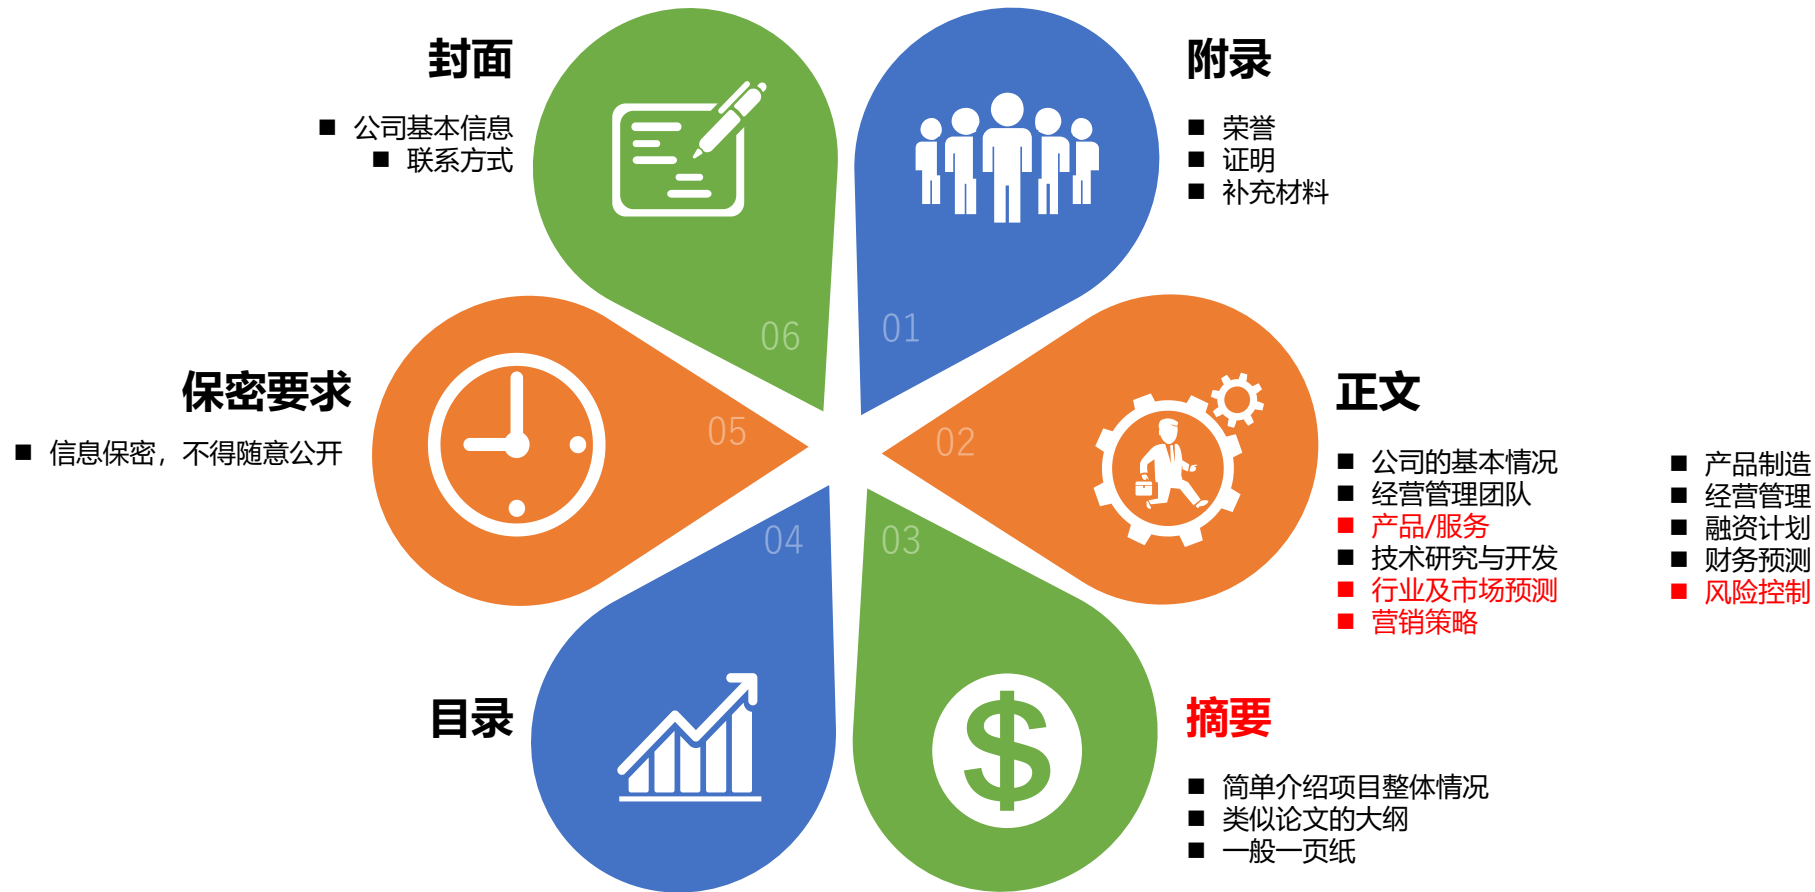 封面
公司基本信息
联系方式
附录
荣誉
证明
补充材料
06
01
保密要求
信息保密，不得随意公开
05
02
正文
公司的基本情况
经营管理团队
产品/服务
技术研究与开发
行业及市场预测
营销策略
产品制造
经营管理
融资计划
财务预测
风险控制
04
03
目录
$
摘要
简单介绍项目整体情况
类似论文的大纲
一般一页纸